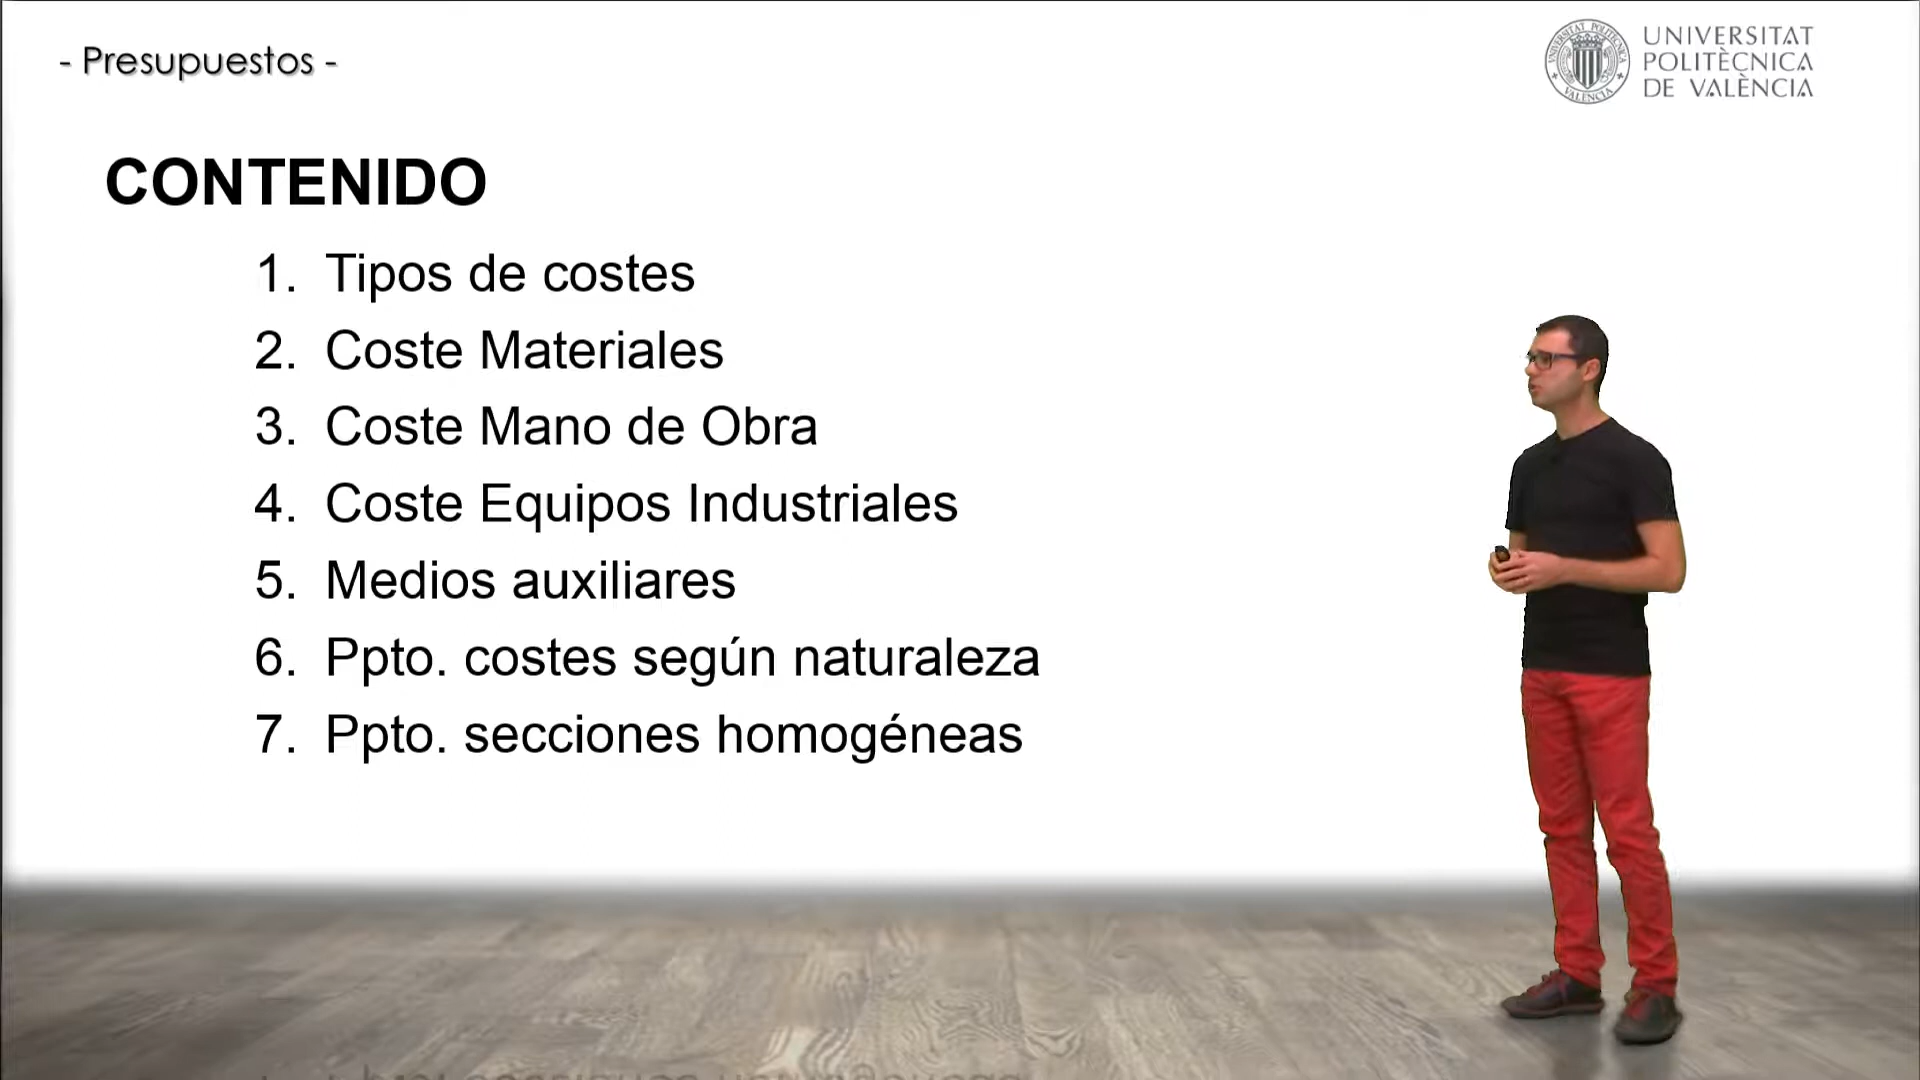 - Presupuestos -
UNIVERSITAT
POLITÈCNICA
DE VALÈNCIA
CONTENIDO
1. Tipos de costes
2. Coste Materiales
3. Coste Mano de Obra
4. Coste Equipos Industriales
5. Medios auxiliares
6. Ppto. costes según naturaleza
7. Ppto. secciones homogéneas